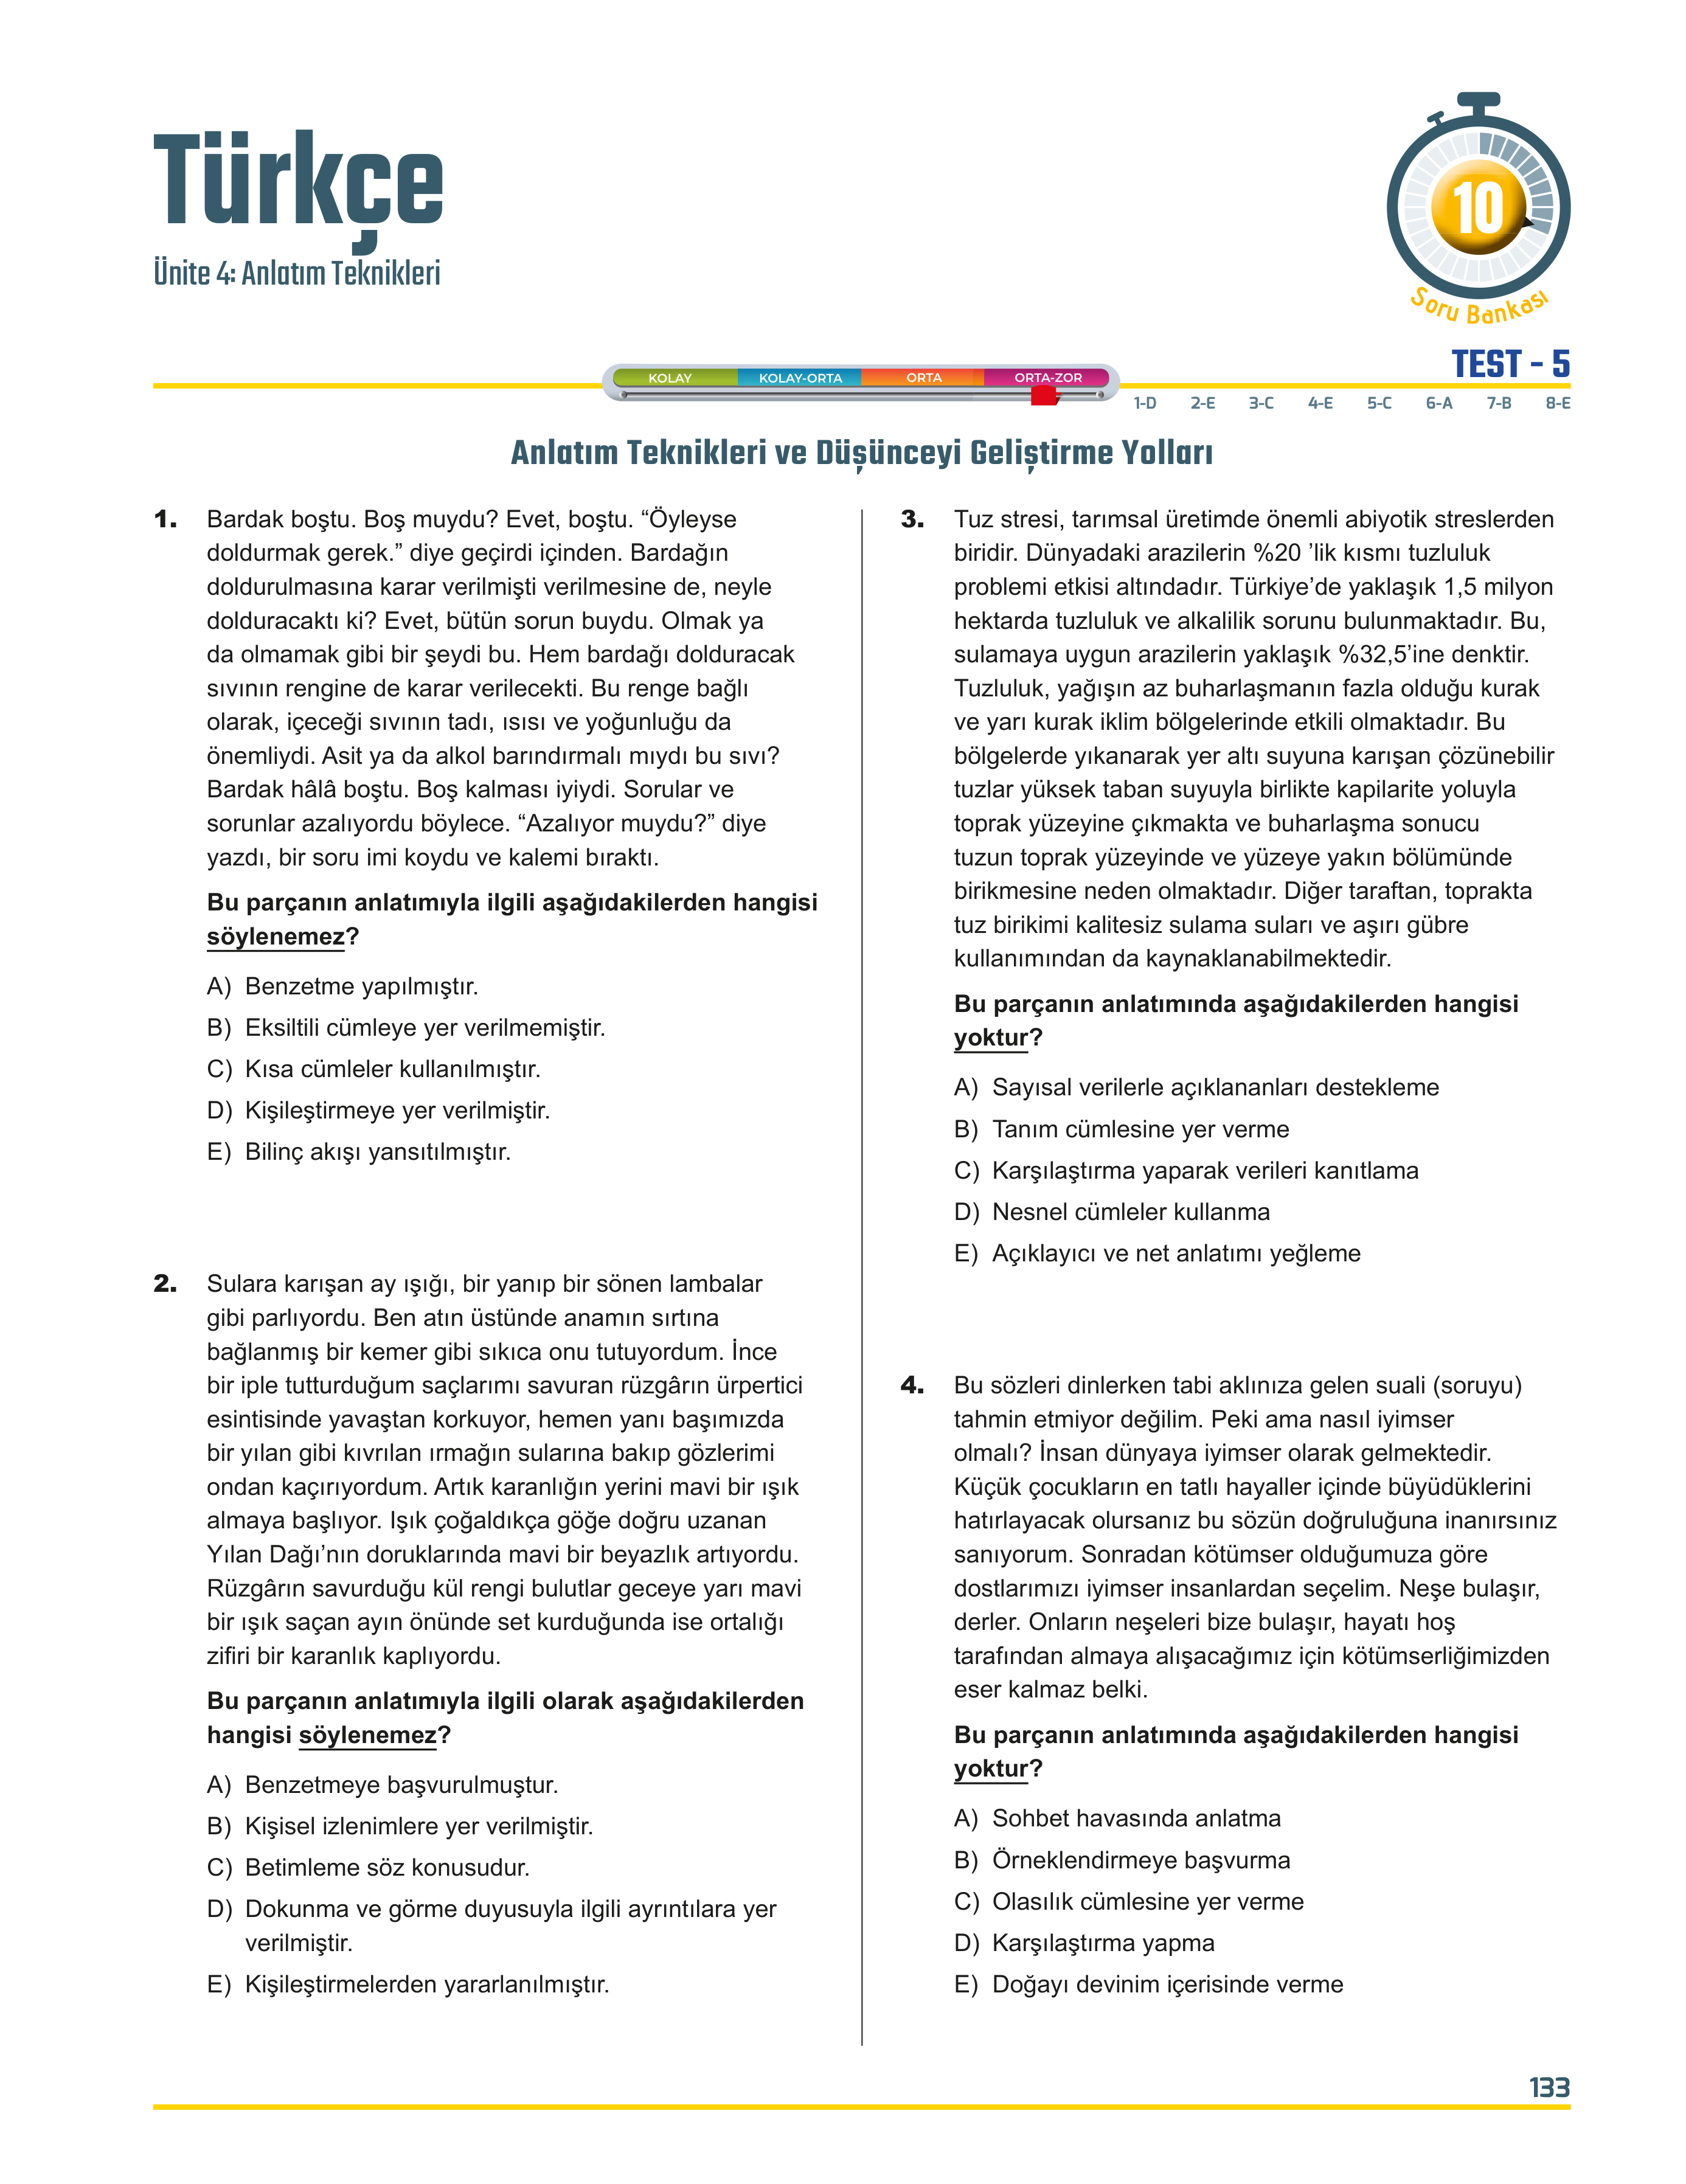 Türkçe
Ünite 4: Anlatım Teknikleri
10
Soru Bankası
TEST - 5
KOLAY KOLAY-ORTA ORTA ORTA-ZOR
1-D 2-E 3-C 4-E 5-C 6-A 7-B 8-E
Anlatım Teknikleri ve Düşünceyi Geliştirme Yolları
1. Bardak boştu. Boş muydu? Evet, boştu. “Öyleyse
doldurmak gerek.” diye geçirdi içinden. Bardağın
doldurulmasına karar verilmişti verilmesine de, neyle
dolduracaktı ki? Evet, bütün sorun buydu. Olmak ya
da olmamak gibi bir şeydi bu. Hem bardağı dolduracak
sıvının rengine de karar verilecekti. Bu renge bağlı
olarak, içeceği sıvının tadı, ısısı ve yoğunluğu da
önemliydi. Asit ya da alkol barındırmalı mıydı bu sıvı?
Bardak hâlâ boştu. Boş kalması iyiydi. Sorular ve
sorunlar azalıyordu böylece. “Azalıyor muydu?” diye
yazdı, bir soru imi koydu ve kalemi bıraktı.
Bu parçanın anlatımıyla ilgili aşağıdakilerden hangisi
söylenemez?
A) Benzetme yapılmıştır.
B) Eksiltili cümleye yer verilmemiştir.
C) Kısa cümleler kullanılmıştır.
D) Kişileştirmeye yer verilmiştir.
E) Bilinç akışı yansıtılmıştır.
2. Sulara karışan ay ışığı, bir yanıp bir sönen lambalar
gibi parlıyordu. Ben atın üstünde anamın sırtına
bağlanmış bir kemer gibi sıkıca onu tutuyordum. İnce
bir iple tutturduğum saçlarımı savuran rüzgârın ürpertici
esintisinde yavaştan korkuyor, hemen yanı başımızda
bir yılan gibi kıvrılan ırmağın sularına bakıp gözlerimi
ondan kaçırıyordum. Artık karanlığın yerini mavi bir ışık
almaya başlıyor. Işık çoğaldıkça göğe doğru uzanan
Yılan Dağı’nın doruklarında mavi bir beyazlık artıyordu.
Rüzgârın savurduğu kül rengi bulutlar geceye yarı mavi
bir ışık saçan ayın önünde set kurduğunda ise ortalığı
zifiri bir karanlık kaplıyordu.
Bu parçanın anlatımıyla ilgili olarak aşağıdakilerden
hangisi söylenemez?
A) Benzetmeye başvurulmuştur.
B) Kişisel izlenimlere yer verilmiştir.
C) Betimleme söz konusudur.
D) Dokunma ve görme duyusuyla ilgili ayrıntılara yer
verilmiştir.
E) Kişileştirmelerden yararlanılmıştır.
3. Tuz stresi, tarımsal üretimde önemli abiyotik streslerden
biridir. Dünyadaki arazilerin %20 ’lik kısmı tuzluluk
problemi etkisi altındadır. Türkiye’de yaklaşık 1,5 milyon
hektarda tuzluluk ve alkalilik sorunu bulunmaktadır. Bu,
sulamaya uygun arazilerin yaklaşık %32,5’ine denktir.
Tuzluluk, yağışın az buharlaşmanın fazla olduğu kurak
ve yarı kurak iklim bölgelerinde etkili olmaktadır. Bu
bölgelerde yıkanarak yer altı suyuna karışan çözünebilir
tuzlar yüksek taban suyuyla birlikte kapilarite yoluyla
toprak yüzeyine çıkmakta ve buharlaşma sonucu
tuzun toprak yüzeyinde ve yüzeye yakın bölümünde
birikmesine neden olmaktadır. Diğer taraftan, toprakta
tuz birikimi kalitesiz sulama suları ve aşırı gübre
kullanımından da kaynaklanabilmektedir.
Bu parçanın anlatımında aşağıdakilerden hangisi
yoktur?
A) Sayısal verilerle açıklananları destekleme
B) Tanım cümlesine yer verme
C) Karşılaştırma yaparak verileri kanıtlama
D) Nesnel cümleler kullanma
E) Açıklayıcı ve net anlatımı yeğleme
4. Bu sözleri dinlerken tabi aklınıza gelen suali (soruyu)
tahmin etmiyor değilim. Peki ama nasıl iyimser
olmalı? İnsan dünyaya iyimser olarak gelmektedir.
Küçük çocukların en tatlı hayaller içinde büyüdüklerini
hatırlayacak olursanız bu sözün doğruluğuna inanırsınız
sanıyorum. Sonradan kötümser olduğumuza göre
dostlarımızı iyimser insanlardan seçelim. Neşe bulaşır,
derler. Onların neşeleri bize bulaşır, hayatı hoş
tarafından almaya alışacağımız için kötümserliğimizden
eser kalmaz belki.
Bu parçanın anlatımında aşağıdakilerden hangisi
yoktur?
A) Sohbet havasında anlatma
B) Örneklendirmeye başvurma
C) Olasılık cümlesine yer verme
D) Karşılaştırma yapma
E) Doğayı devinim içerisinde verme
133